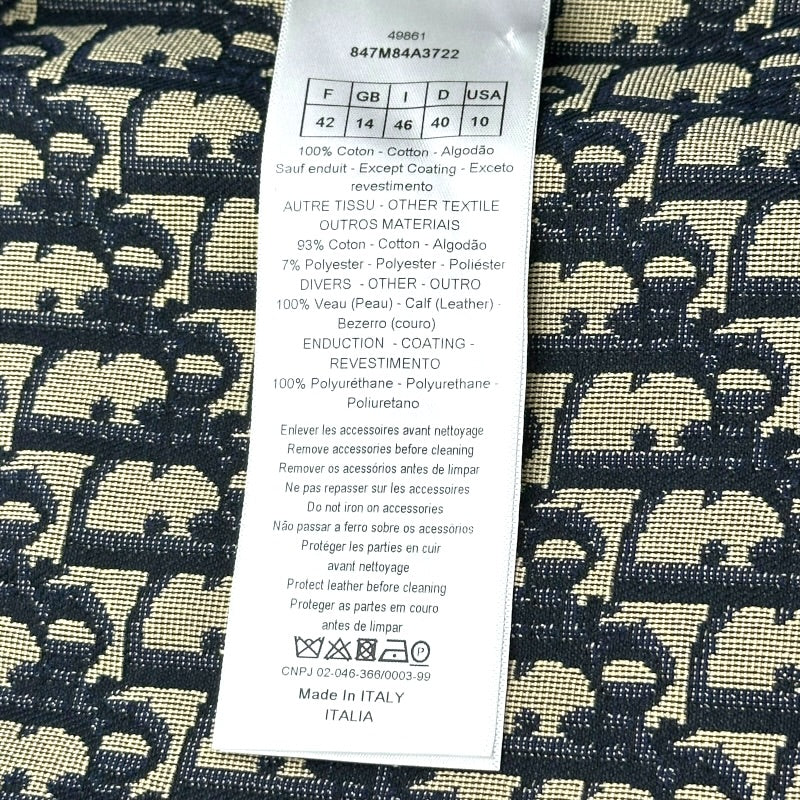 49861
847M84A3722
F GB I D USA
42 14 46 40 10
100% Coton - Cotton - Algodão
Sauf enduit - Except Coating - Exceto
revestimento
AUTRE TISSU - OTHER TEXTILE
OUTROS MATERIAIS
93% Coton - Cotton - Algodão
7% Polyester - Polyester - Poliéster
DIVERS - OTHER - OUTRO
100% Veau (Peau) - Calf (Leather) -
Bezerro (couro)
ENDUCTION - COATING -
REVESTIMENTO
100% Polyuréthane - Polyurethane -
Poliuretano
Enlever les accessoires avant nettoyage
Remove accessories before cleaning
Remover os acessórios antes de limpar
Ne pas repasser sur les accessoires
Do not iron on accessories
Não passar a ferro sobre os acessórios
Protéger les parties en cuir
avant nettoyage
Protect leather before cleaning
Proteger as partes em couro
antes de limpar
P
CNPJ 02-046-366/0003-99
Made In ITALY
ITALIA